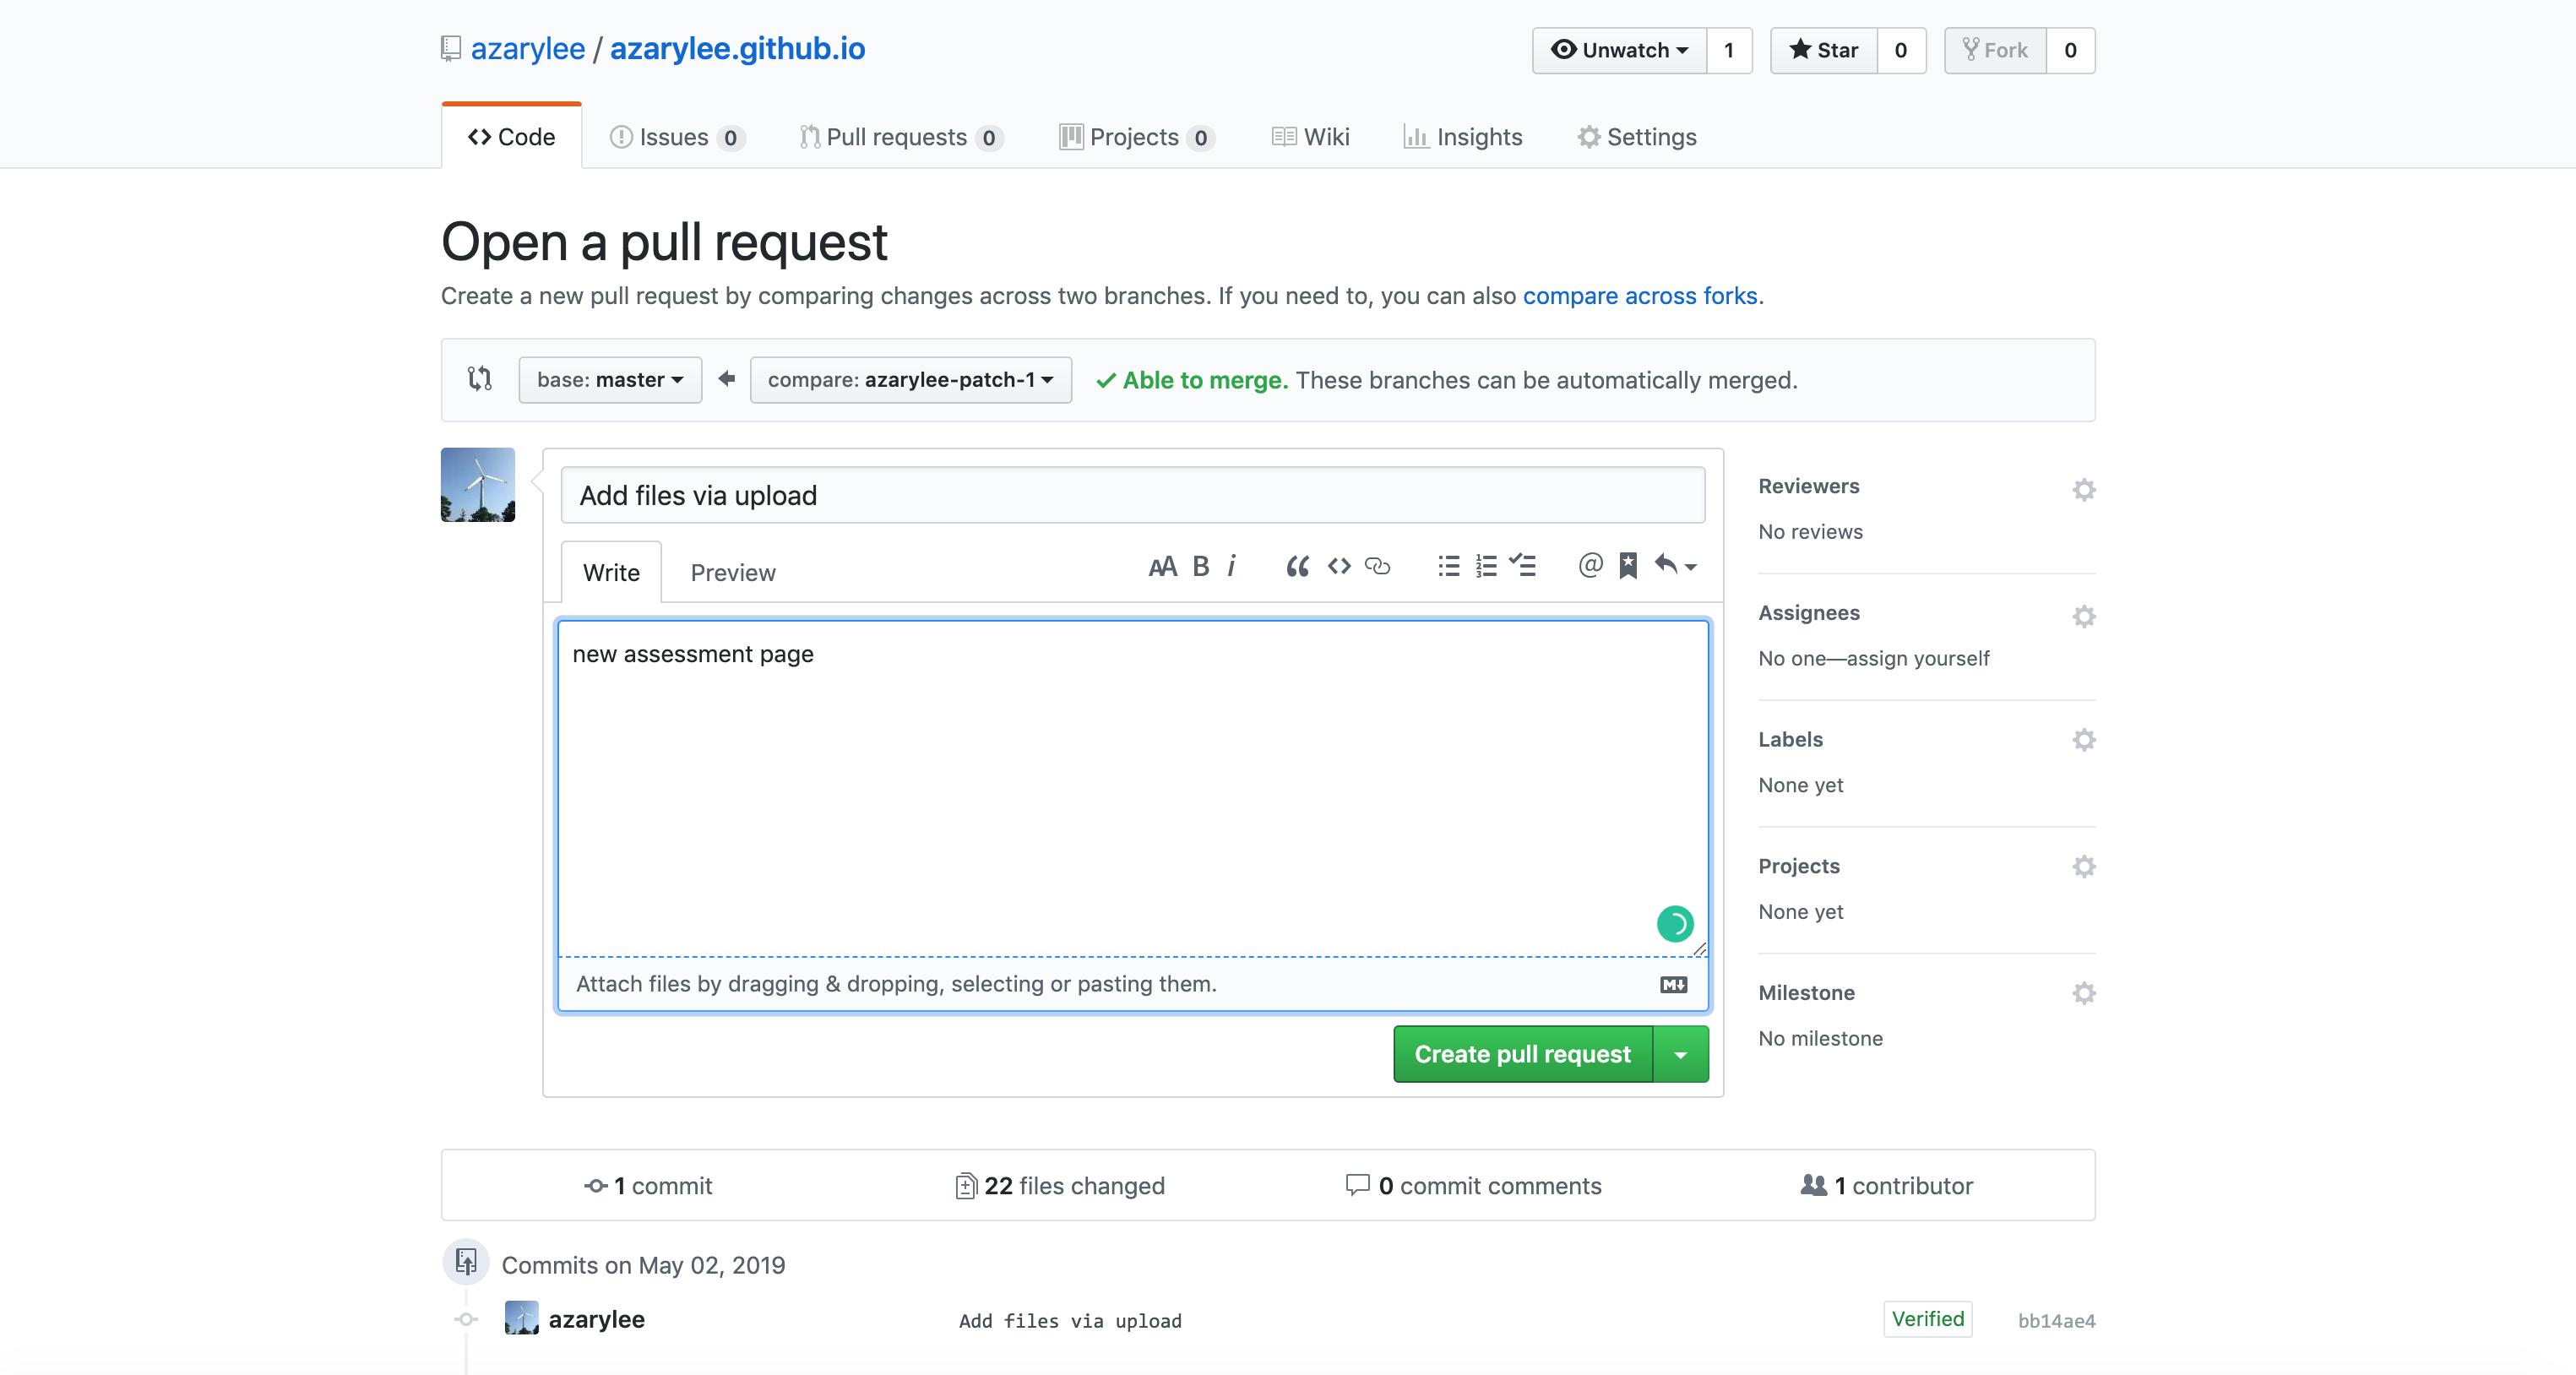 azarylee / azarylee.github.io
Unwatch 1 Star 0 Fork 0
Code Issues 0 Pull requests 0 Projects 0 Wiki Insights Settings
Open a pull request
Create a new pull request by comparing changes across two branches. If you need to, you can also compare across forks.
base: master compare: azarylee-patch-1 Able to merge. These branches can be automatically merged.
Add files via upload
Write Preview
AA B i @
new assessment page
Attach files by dragging & dropping, selecting or pasting them.
Create pull request
Reviewers
No reviews
Assignees
No one—assign yourself
Labels
None yet
Projects
None yet
Milestone
No milestone
1 commit 22 files changed 0 commit comments 1 contributor
Commits on May 02, 2019
azarylee Add files via upload Verified bb14ae4